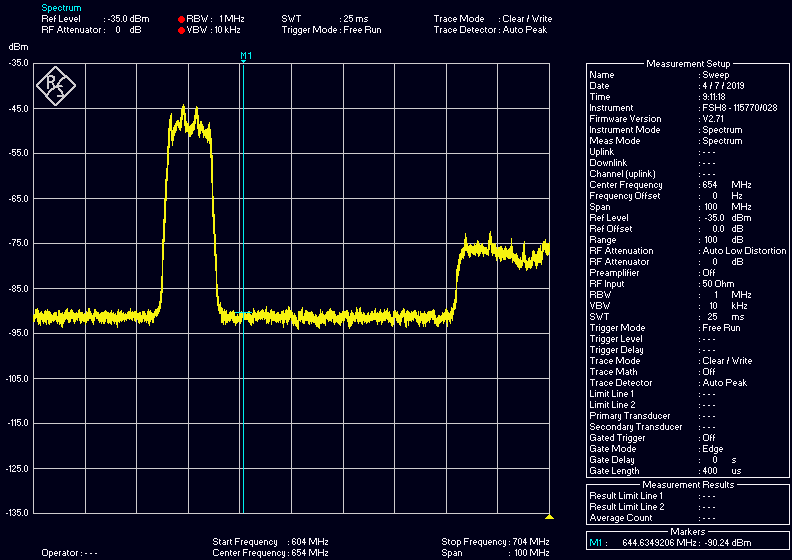 Spectrum
Ref Level : -35.0 dBm RBW : 1 MHz SWT : 25 ms Trace Mode : Clear / Write
RF Attenuator : 0 dB VBW : 10 kHz Trigger Mode : Free Run Trace Detector : Auto Peak
dBm
M1
-35.0
-45.0
-55.0
-65.0
-75.0
-85.0
-95.0
-105.0
-115.0
-125.0
-135.0
R S
Start Frequency : 604 MHz Stop Frequency : 704 MHz
Operator : - - - Center Frequency : 654 MHz Span : 100 MHz
Measurement Setup
Name : Sweep
Date : 4 / 7 / 2019
Time : 9:11:18
Instrument : FSH8 - 115770/028
Firmware Version : V2.71
Instrument Mode : Spectrum
Meas Mode : Spectrum
Uplink : - - -
Downlink : - - -
Channel (uplink) : - - -
Center Frequency : 654 MHz
Frequency Offset : 0 Hz
Span : 100 MHz
Ref Level : -35.0 dBm
Ref Offset : 0.0 dB
Range : 100 dB
RF Attenuation : Auto Low Distortion
RF Attenuator : 0 dB
Preamplifier : Off
RF Input : 50 Ohm
RBW : 1 MHz
VBW : 10 kHz
SWT : 25 ms
Trigger Mode : Free Run
Trigger Level : - - -
Trigger Delay : - - -
Trace Mode : Clear / Write
Trace Math : Off
Trace Detector : Auto Peak
Limit Line 1 : - - -
Limit Line 2 : - - -
Primary Transducer : - - -
Secondary Transducer : - - -
Gated Trigger : Off
Gate Mode : Edge
Gate Delay : 0 s
Gate Length : 400 us
Measurement Results
Result Limit Line 1 : - - -
Result Limit Line 2 : - - -
Average Count : - - -
Markers
M1 : 644.6349206 MHz : -90.24 dBm